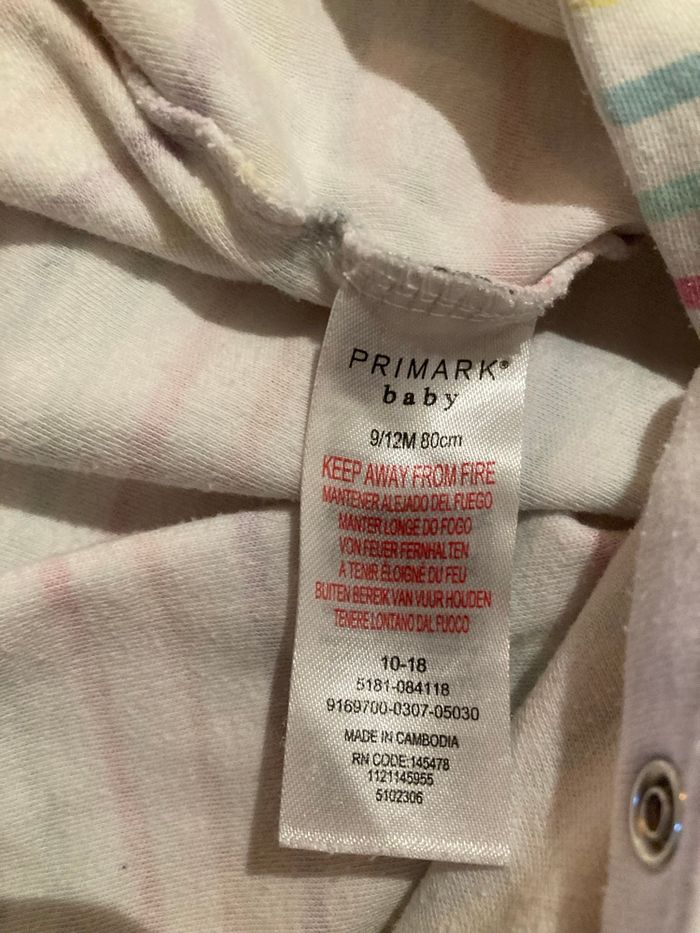 PRIMARK®
baby
9/12M 80cm
KEEP AWAY FROM FIRE
MANTENER ALEJADO DEL FUEGO
MANTER LONGE DO FOGO
VON FEUER FERNHALTEN
A TENIR ÉLOIGNÉ DU FEU
BUITEN BEREIK VAN VUUR HOUDEN
TENERE LONTANO DAL FUOCO
10-18
5181-084118
9169700-0307-05030
MADE IN CAMBODIA
RN CODE:145478
1121145955
5102306